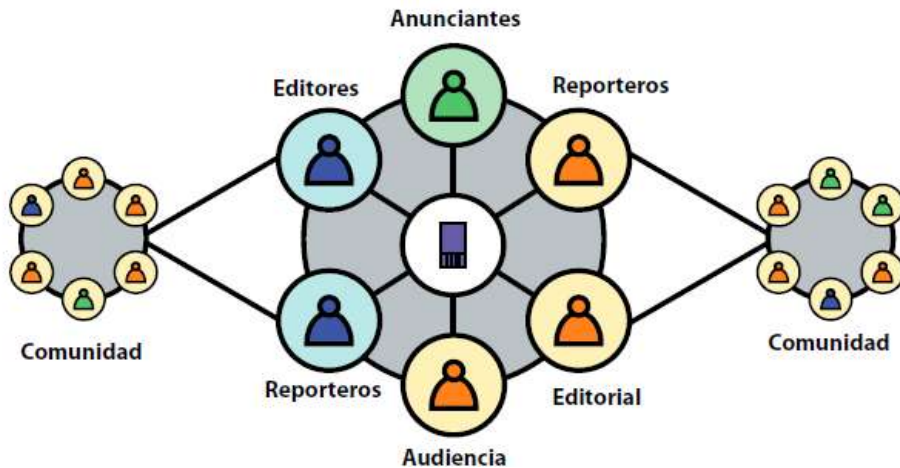 Anunciantes
Editores
Reporteros
Comunidad
Comunidad
Reporteros
Editorial
Audiencia